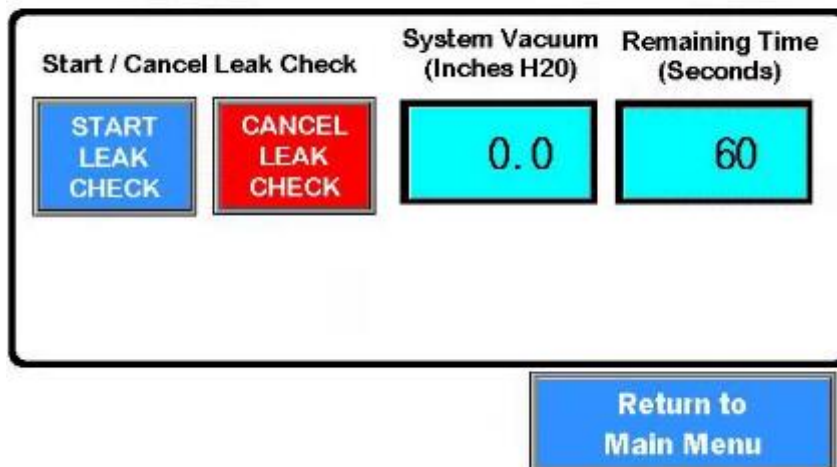 Start / Cancel Leak Check
System Vacuum
(Inches H20)
Remaining Time
(Seconds)
START
LEAK
CHECK
CANCEL
LEAK
CHECK
0.0
60
Return to
Main Menu